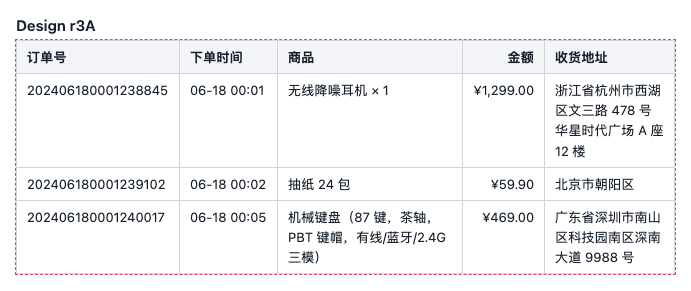 Design r3A
订单号 下单时间 商品 金额 收货地址
202406180001238845 06-18 00:01 无线降噪耳机 × 1 ¥1,299.00 浙江省杭州市西湖
区文三路 478 号
华星时代广场 A 座
12 楼
202406180001239102 06-18 00:02 抽纸 24 包 ¥59.90 北京市朝阳区
202406180001240017 06-18 00:05 机械键盘（87 键，茶轴， ¥469.00 广东省深圳市南山
PBT 键帽，有线/蓝牙/2.4G 区科技园南区深南
三模） 大道 9988 号